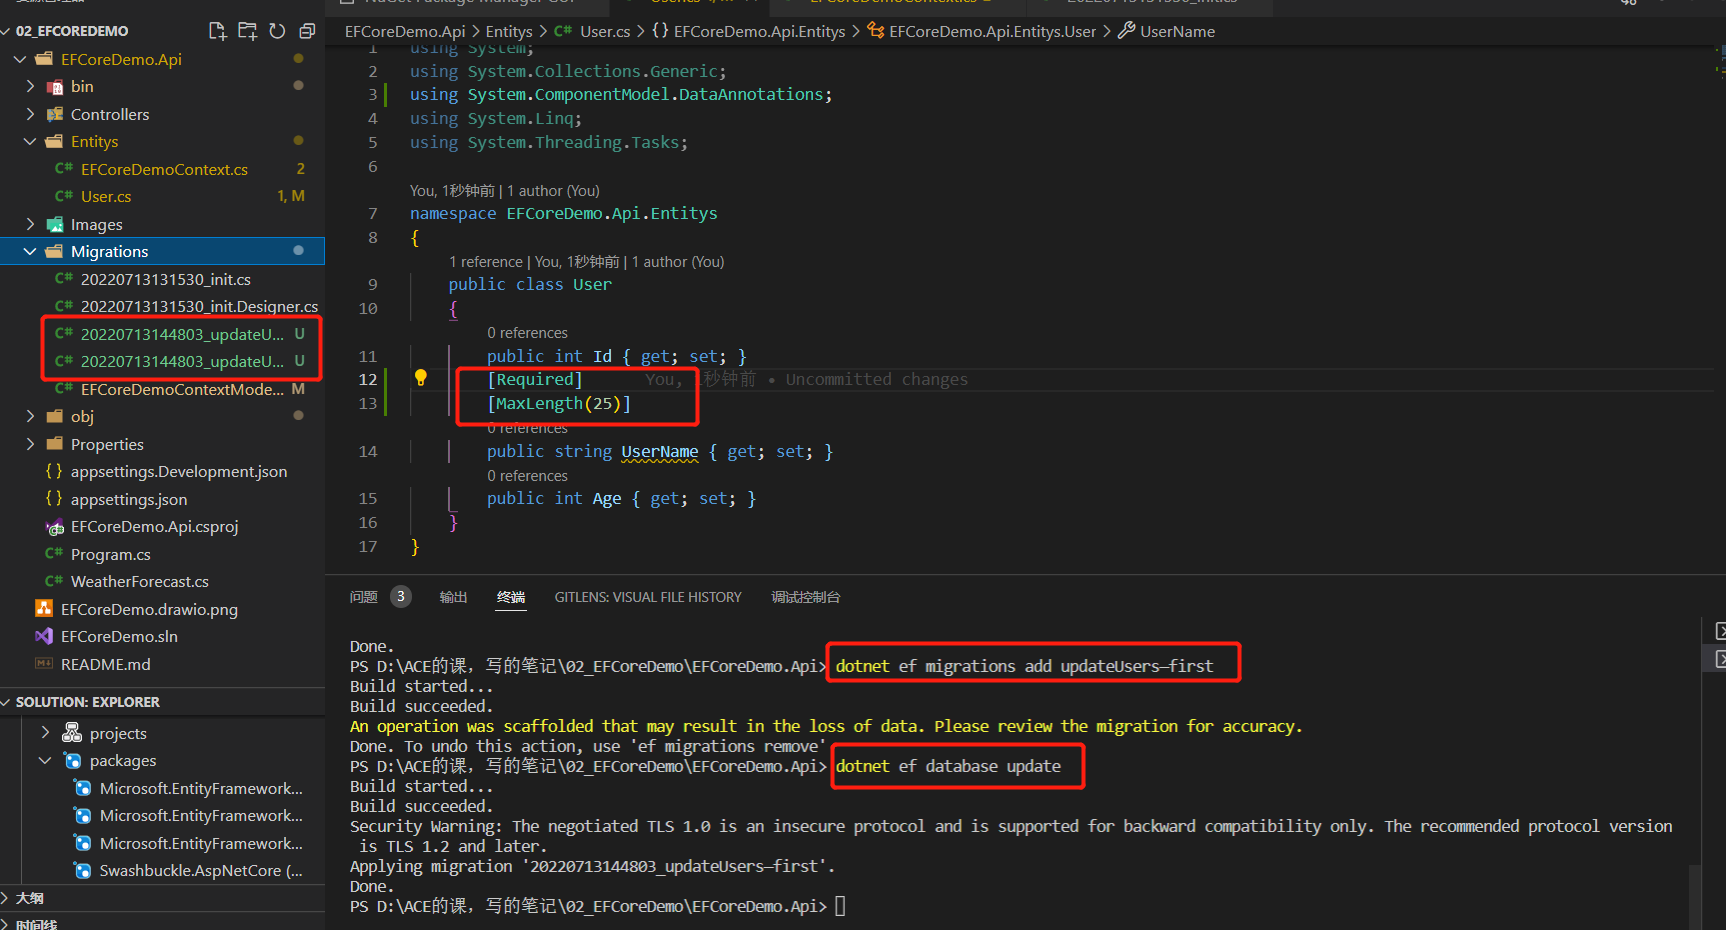 02_EFCOREDEMO
EFCoreDemo.Api
bin
Controllers
Entitys
EFCoreDemoContext.cs 2
User.cs 1, M
Images
Migrations
20220713131530_init.cs
20220713131530_init.Designer.cs
20220713144803_updateU... U
20220713144803_updateU... U
EFCoreDemoContextMode... M
obj
Properties
appsettings.Development.json
appsettings.json
EFCoreDemo.Api.csproj
Program.cs
WeatherForecast.cs
EFCoreDemo.drawio.png
EFCoreDemo.sln
README.md
SOLUTION: EXPLORER
projects
packages
Microsoft.EntityFramework...
Microsoft.EntityFramework...
Microsoft.EntityFramework...
Swashbuckle.AspNetCore (...
大纲
时间线
EFCoreDemo.Api > Entitys > C# User.cs > {} EFCoreDemo.Api.Entitys > EFCoreDemo.Api.Entitys.User > UserName
1 using System;
2 using System.Collections.Generic;
3 using System.ComponentModel.DataAnnotations;
4 using System.Linq;
5 using System.Threading.Tasks;
6
You, 1秒钟前 | 1 author (You)
7 namespace EFCoreDemo.Api.Entitys
8 {
1 reference | You, 1秒钟前 | 1 author (You)
9 public class User
10 {
0 references
11 public int Id { get; set; }
12 [Required] You, 1秒钟前 • Uncommitted changes
13 [MaxLength(25)]
0 references
14 public string UserName { get; set; }
0 references
15 public int Age { get; set; }
16 }
17 }
问题 3 输出 终端 GITLENS: VISUAL FILE HISTORY 调试控制台
Done.
PS D:\ACE的课，写的笔记\02_EFCoreDemo\EFCoreDemo.Api> dotnet ef migrations add updateUsers—first
Build started...
Build succeeded.
An operation was scaffolded that may result in the loss of data. Please review the migration for accuracy.
Done. To undo this action, use 'ef migrations remove'
PS D:\ACE的课，写的笔记\02_EFCoreDemo\EFCoreDemo.Api> dotnet ef database update
Build started...
Build succeeded.
Security Warning: The negotiated TLS 1.0 is an insecure protocol and is supported for backward compatibility only. The recommended protocol version
is TLS 1.2 and later.
Applying migration '20220713144803_updateUsers—first'.
Done.
PS D:\ACE的课，写的笔记\02_EFCoreDemo\EFCoreDemo.Api>